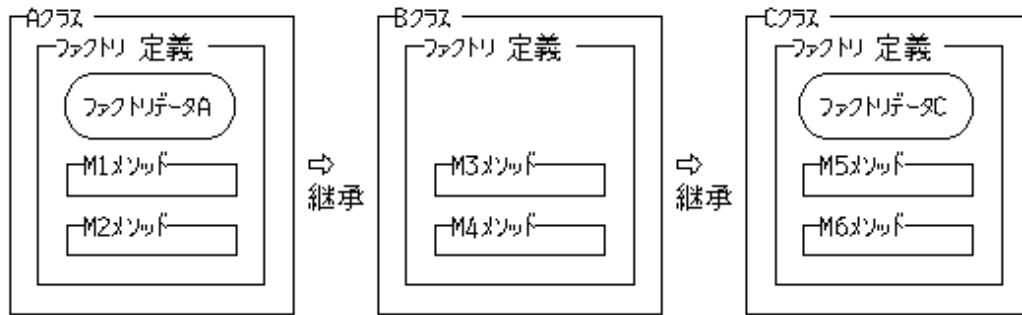 Aクラス
ファクトリ 定義
ファクトリデータA
M1メソッド
M2メソッド
⇨
継承
Bクラス
ファクトリ 定義
M3メソッド
M4メソッド
⇨
継承
Cクラス
ファクトリ 定義
ファクトリデータC
M5メソッド
M6メソッド